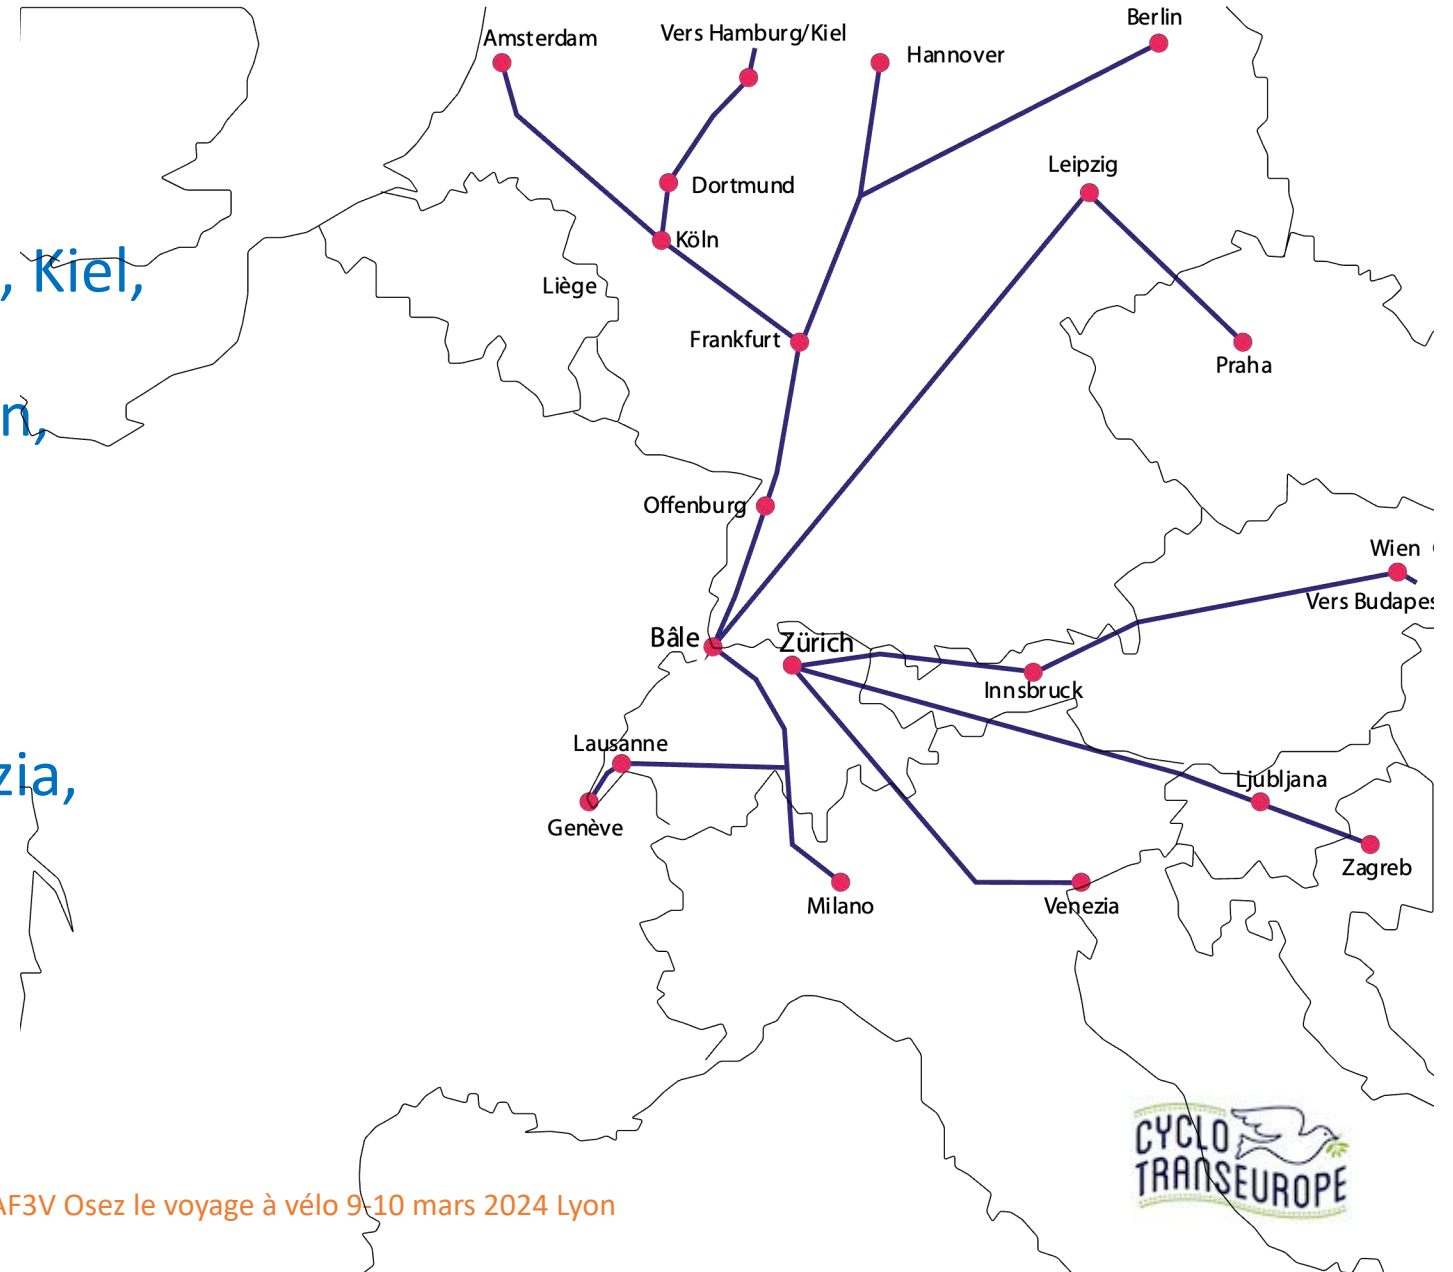 Berlin
Amsterdam
Vers Hamburg/Kiel
Hannover
Leipzig
Dortmund
Köln
, Kiel,
Liège
Frankfurt
Praha
n,
Offenburg
Wien
Vers Budapes
Bâle
Zürich
Innsbruck
Lausanne
zia,
Ljubljana
Genève
Zagreb
Milano
Venezia
CYCLO
TRANSEUROPE
AF3V Osez le voyage à vélo 9-10 mars 2024 Lyon